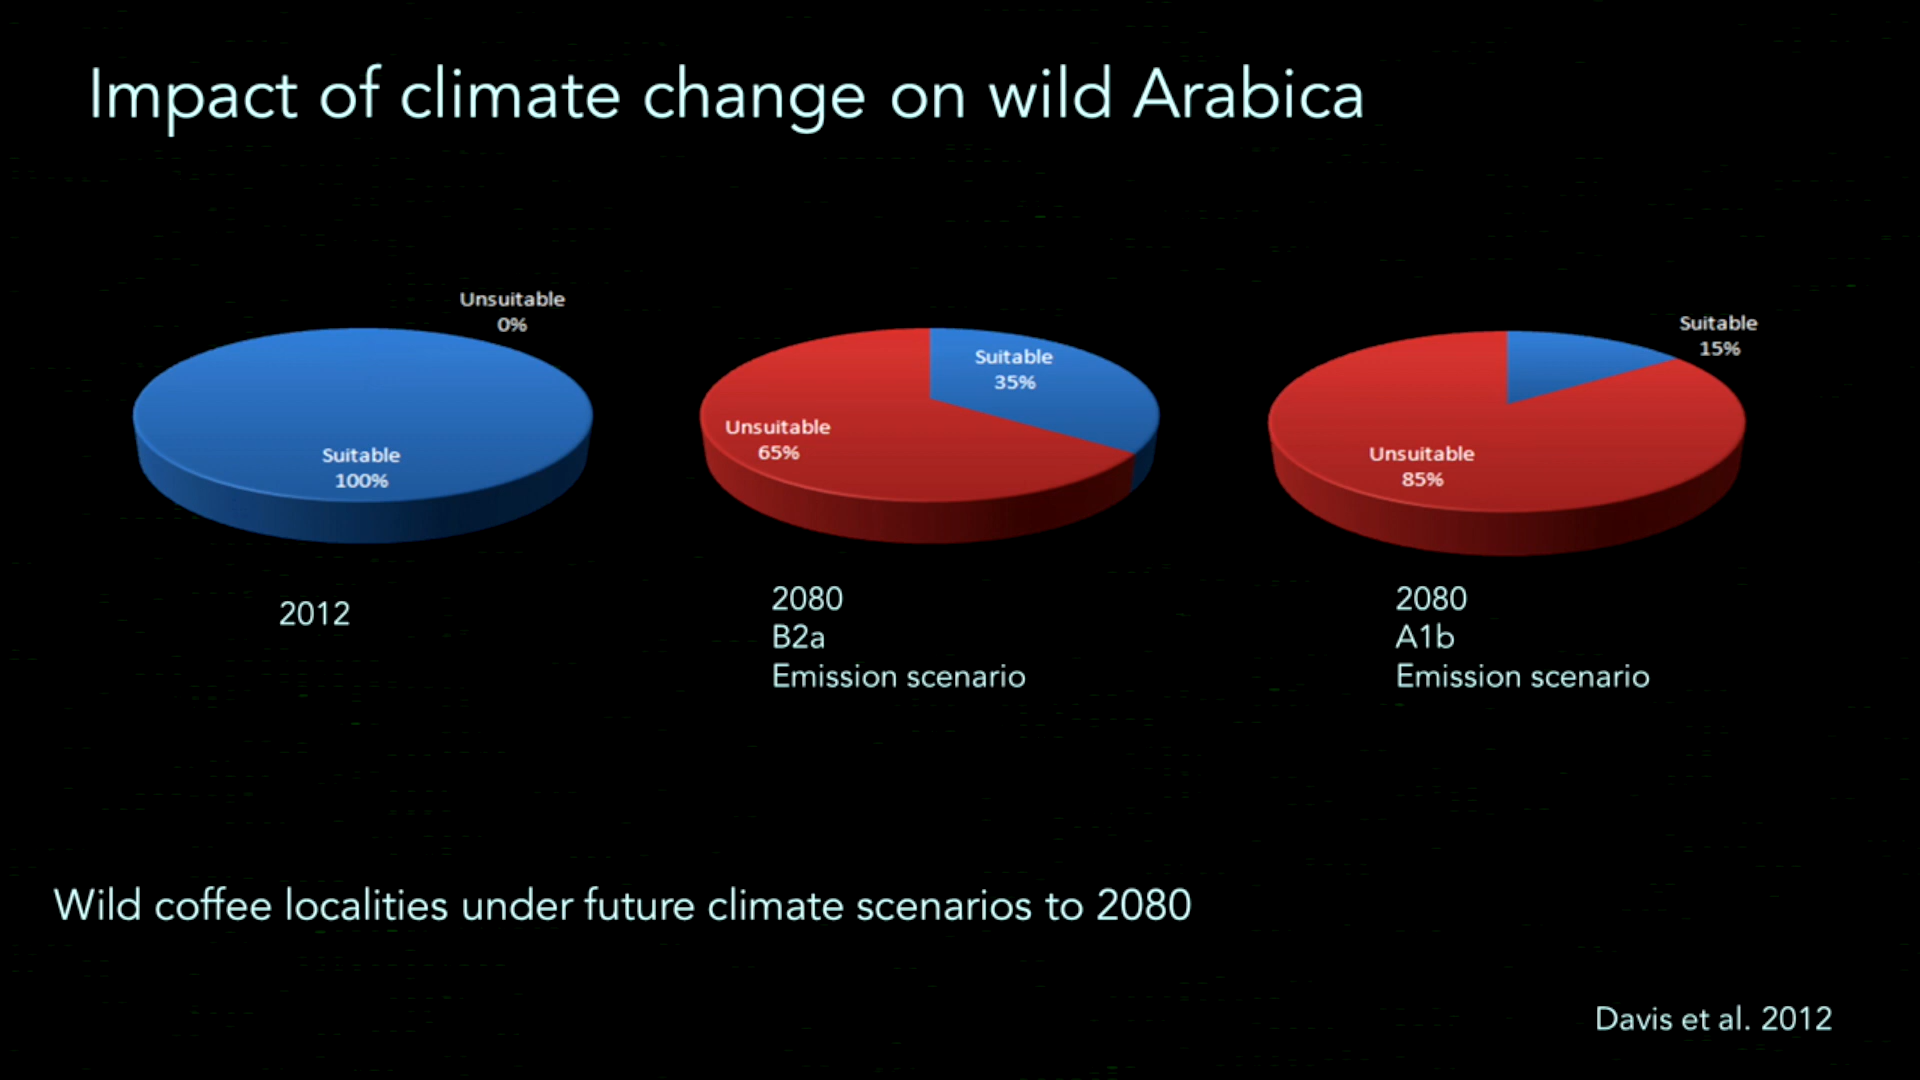 Impact of climate change on wild Arabica
Unsuitable
0%
Suitable
100%
2012
Suitable
35%
Unsuitable
65%
2080
B2a
Emission scenario
Suitable
15%
Unsuitable
85%
2080
A1b
Emission scenario
Wild coffee localities under future climate scenarios to 2080
Davis et al. 2012